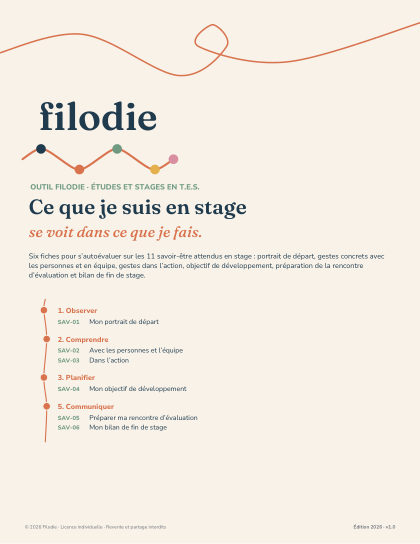 filodie
OUTIL FILODIE · ÉTUDES ET STAGES EN T.E.S.
Ce que je suis en stage
se voit dans ce que je fais.
Six fiches pour s'autoévaluer sur les 11 savoir-être attendus en stage : portrait de départ, gestes concrets avec
les personnes et en équipe, gestes dans l'action, objectif de développement, préparation de la rencontre
d'évaluation et bilan de fin de stage.
1. Observer
SAV-01 Mon portrait de départ
2. Comprendre
SAV-02 Avec les personnes et l'équipe
SAV-03 Dans l'action
3. Planifier
SAV-04 Mon objectif de développement
5. Communiquer
SAV-05 Préparer ma rencontre d'évaluation
SAV-06 Mon bilan de fin de stage
© 2026 Filodie · Licence individuelle · Revente et partage interdits
Édition 2026 · v1.0